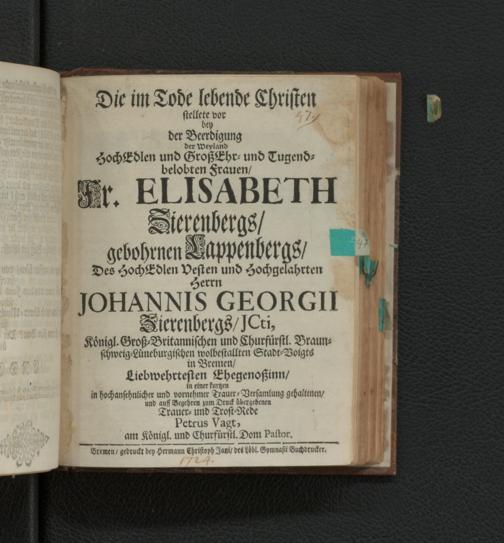 Die im Tode lebende Christen
stellete vor
bey
der Beerdigung
der Weyland
HochEdlen und GroßEhr- und Tugend-
belobten Frauen/
Fr. ELISABETH
Zierenbergs/
gebohrnen Lappenbergs/
Des HochEdlen Vesten und Hochgelahrten
Herrn
JOHANNIS GEORGII
Zierenbergs/ JCti,
Königl. Groß-Britannischen und Churfürstl. Braun-
schweig-Lüneburgischen wolbestallten Stadt-Voigts
in Bremen/
Liebwehrtesten Ehegenoßinn/
in einer kurtzen
in hochansehnlicher und vornehmer Trauer-Versamlung gehaltenen/
und auff Begehren zum Druck übergebenen
Trauer- und Trost-Rede
Petrus Vagt,
am Königl. und Churfürstl. Dom Pastor.
Bremen/ gedruckt bey Hermann Christoph Jani/ des Löbl. Gymnasii Buchdrucker.
1724.